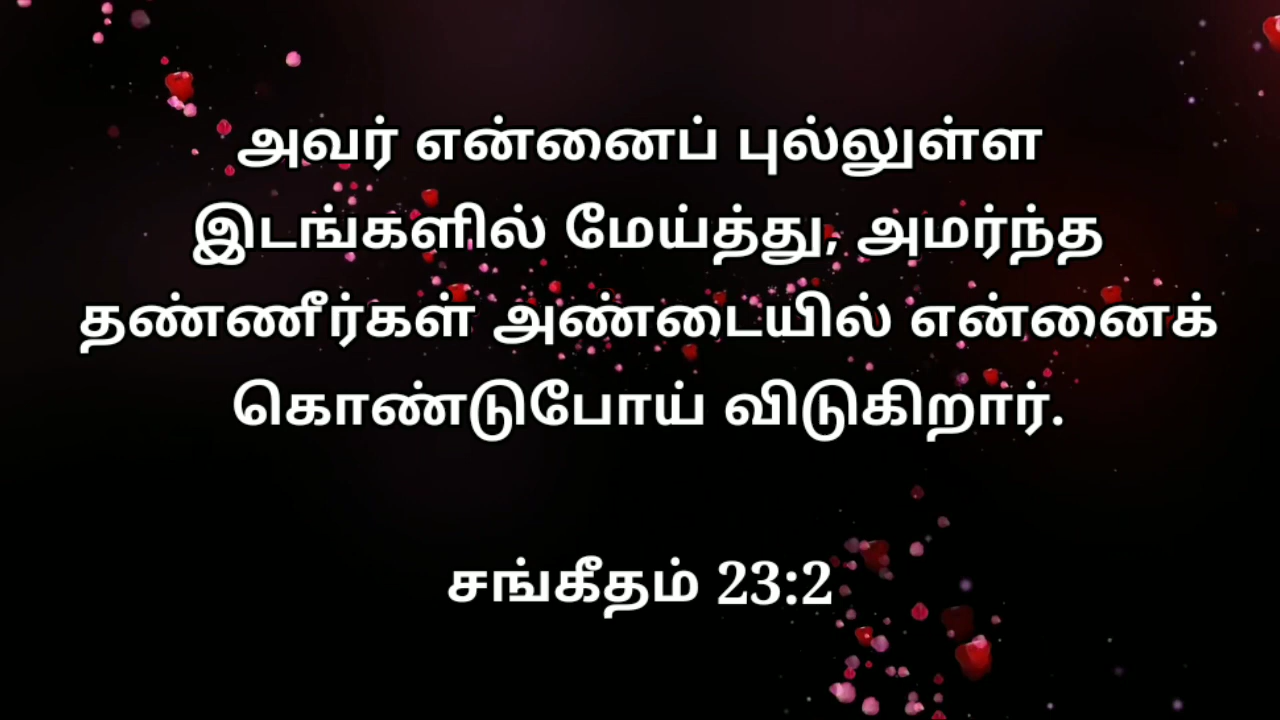 அவர் என்னைப் புல்லுள்ள
இடங்களில் மேய்த்து, அமர்ந்த
தண்ணீர்கள் அண்டையில் என்னைக்
கொண்டுபோய் விடுகிறார்.
சங்கீதம் 23:2